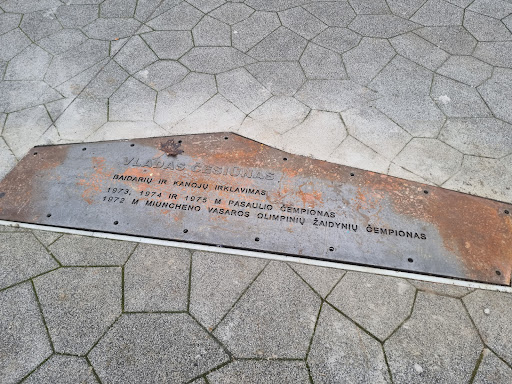 VLADAS ČESIŪNAS
BAIDARIŲ IR KANOJŲ IRKLAVIMAS
1973, 1974 IR 1975 M PASAULIO ČEMPIONAS
1972 M MIUNCHENO VASAROS OLIMPINIŲ ŽAIDYNIŲ ČEMPIONAS